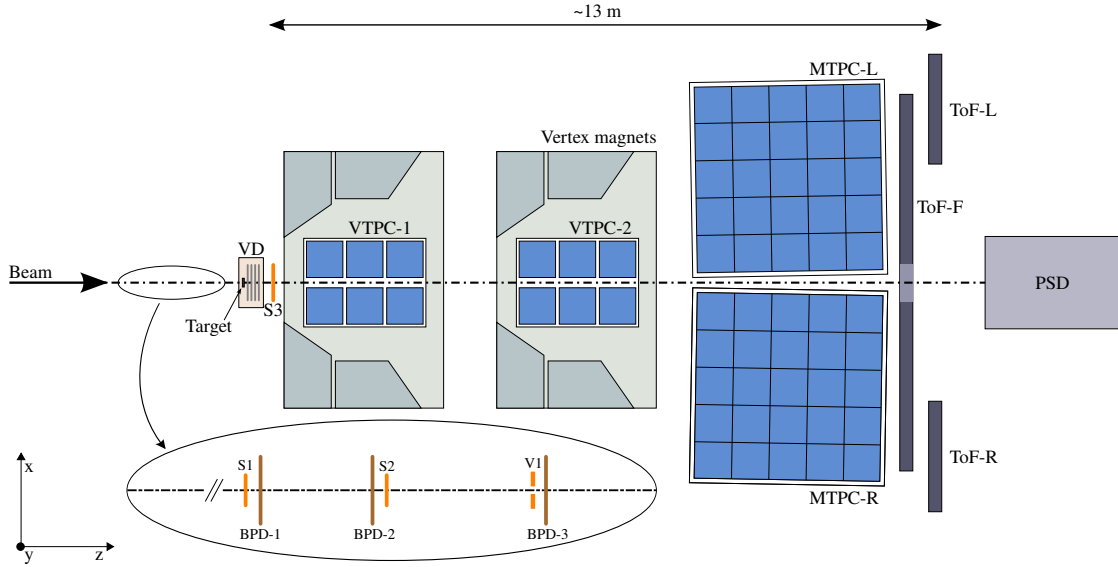 ~13 m
MTPC-L
ToF-L
Vertex magnets
ToF-F
VTPC-1
VTPC-2
VD
Beam
PSD
S3
Target
x
S1
S2
V1
ToF-R
MTPC-R
BPD-1
BPD-2
BPD-3
y
z